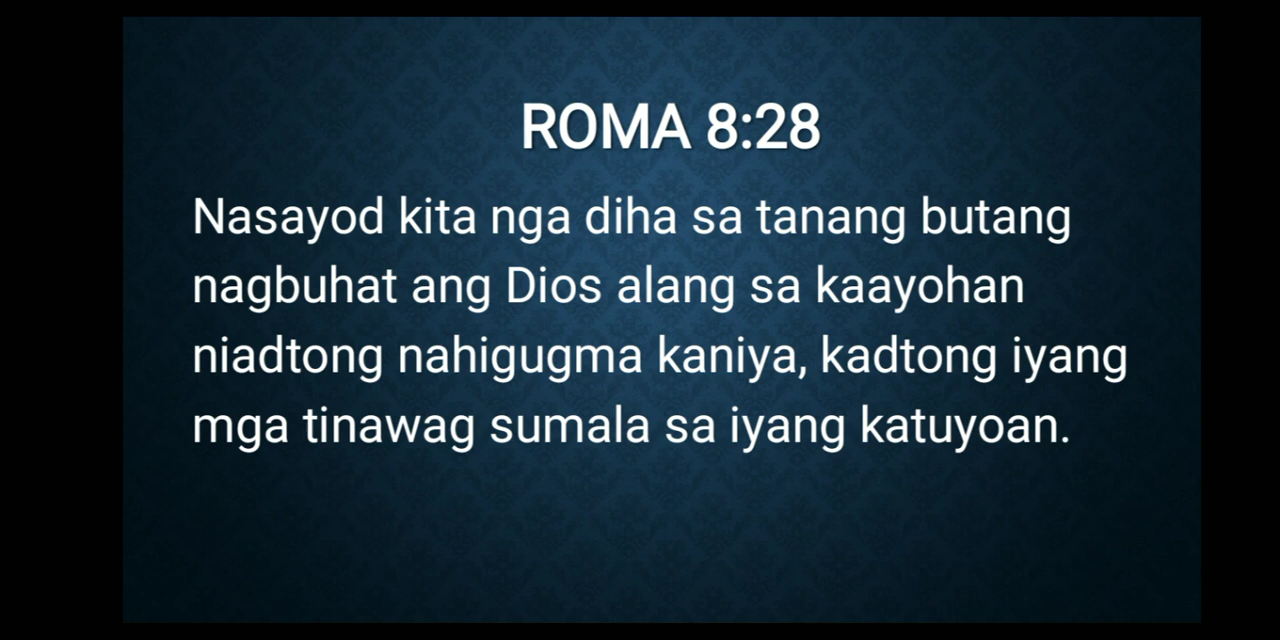 ROMA 8:28
Nasayod kita nga diha sa tanang butang
nagbuhat ang Dios alang sa kaayohan
niadtong nahigugma kaniya, kadtong iyang
mga tinawag sumala sa iyang katuyoan.